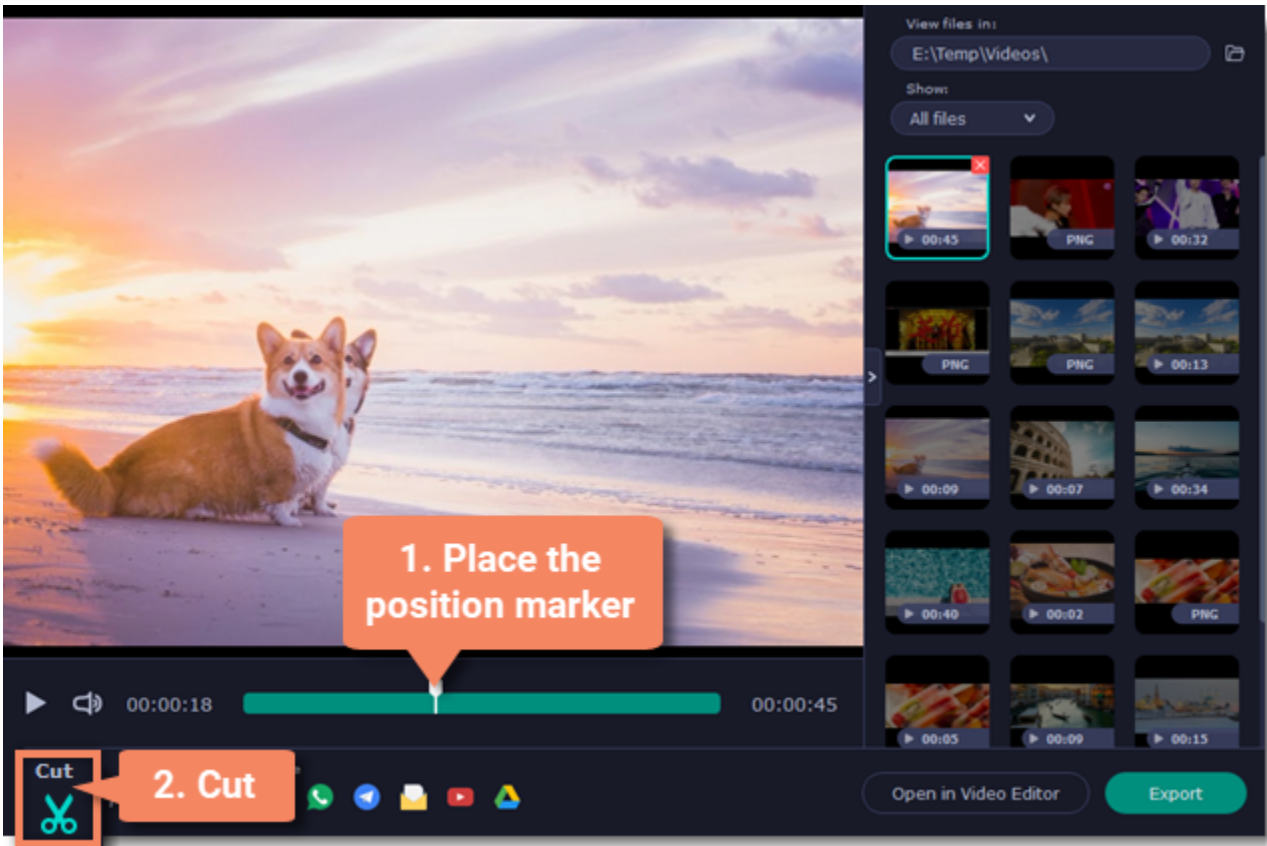 View files in:
E:\Temp\Videos\
Show:
All files
00:45
PNG
00:32
PNG
PNG
00:13
00:09
00:07
00:34
00:40
00:02
PNG
00:05
00:09
00:15
1. Place the
position marker
00:00:18
00:00:45
Cut
2. Cut
Open in Video Editor
Export